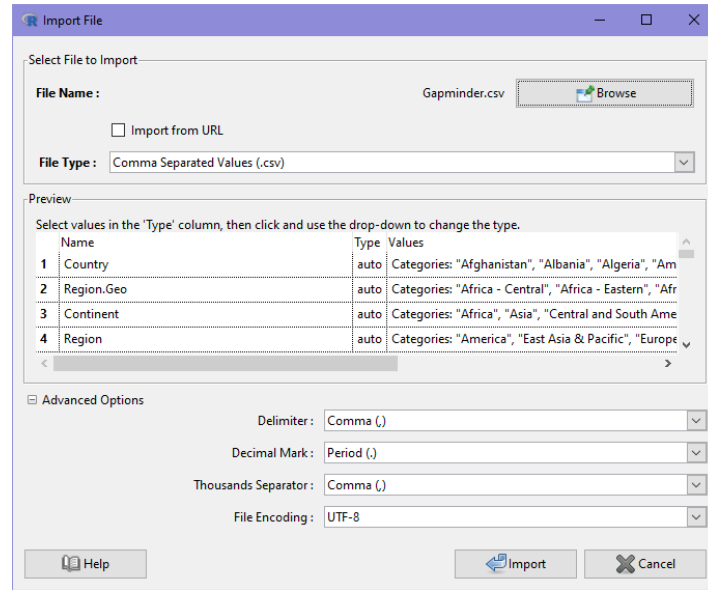 Import File
Select File to Import
File Name : Gapminder.csv Browse
Import from URL
File Type : Comma Separated Values (.csv)
Preview
Select values in the 'Type' column, then click and use the drop-down to change the type.
Name Type Values
1 Country auto Categories: "Afghanistan", "Albania", "Algeria", "Am
2 Region.Geo auto Categories: "Africa - Central", "Africa - Eastern", "Afr
3 Continent auto Categories: "Africa", "Asia", "Central and South Ame
4 Region auto Categories: "America", "East Asia & Pacific", "Europe
Advanced Options
Delimiter : Comma (,)
Decimal Mark : Period (.)
Thousands Separator : Comma (,)
File Encoding : UTF-8
Help Import Cancel